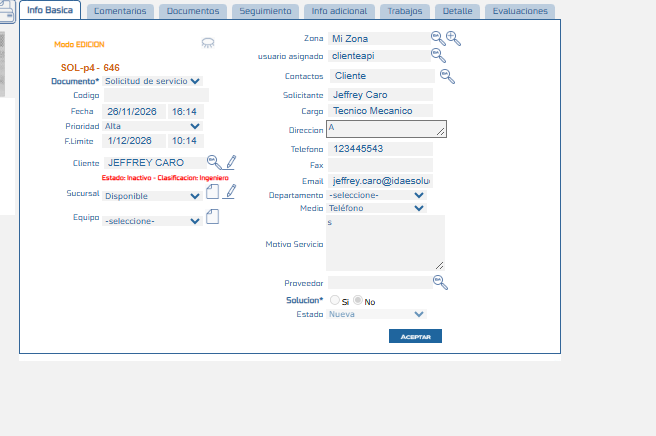 Info Basica Comentarios Documentos Seguimiento Info adicional Trabajos Detalle Evaluaciones
Modo EDICION
SOL-p4 - 646
Documento* Solicitud de servicio
Codigo
Fecha 26/11/2026 16:14
Prioridad Alta
F.Limite 1/12/2026 10:14
Cliente JEFFREY CARO
Estado: Inactivo - Clasificacion: Ingeniero
Sucursal Disponible
Equipo -seleccione-
Zona Mi Zona
usuario asignado clienteapi
Contactos Cliente
Solicitante Jeffrey Caro
Cargo Tecnico Mecanico
Direccion A
Telefono 123445543
Fax
Email jeffrey.caro@idaesolu
Departamento -seleccione-
Medio Teléfono
Motivo Servicio s
Proveedor
Solucion* Si No
Estado Nueva
ACEPTAR